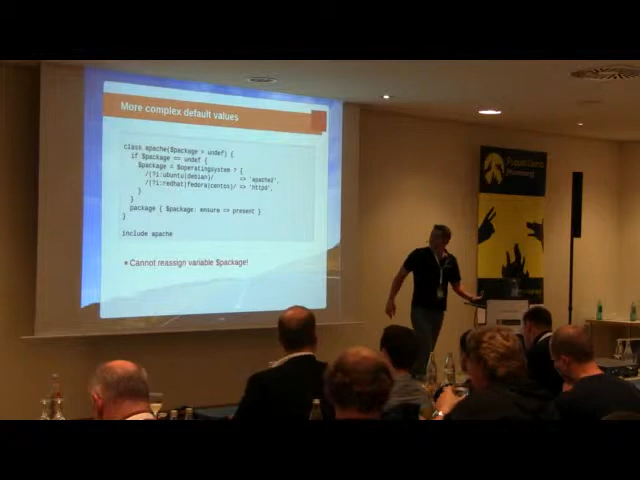 More complex default values
class apache($package = undef) {
if $package == undef {
$package = $operatingsystem ? {
/(?i:ubuntu|debian)/ => 'apache2',
/(?i:redhat|fedora|centos)/ => 'httpd',
}
}
package { $package: ensure => present }
}
include apache
Cannot reassign variable $package!
PuppetCamp